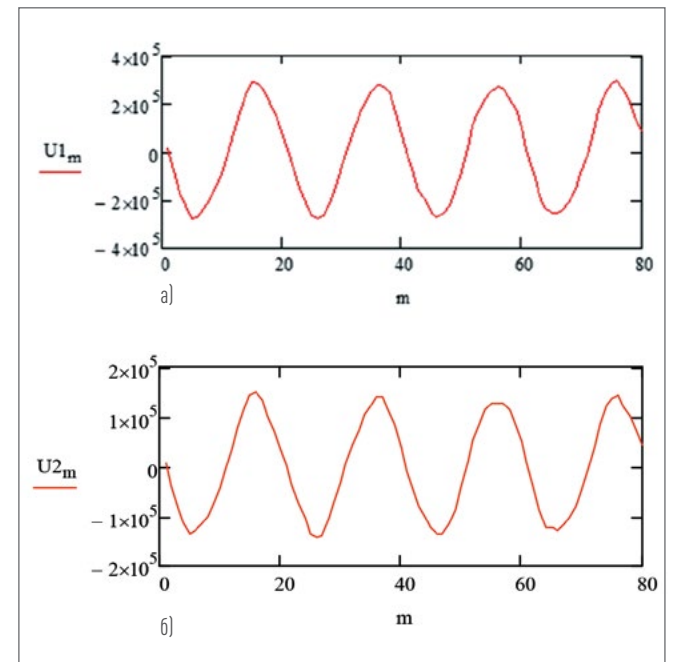 4×10⁵
2×10⁵
U1ₘ
0
− 2×10⁵
− 4×10⁵
0 20 40 60 80
а)
m
2×10⁵
1×10⁵
U2ₘ
0
− 1×10⁵
− 2×10⁵
0 20 40 60 80
m
б)